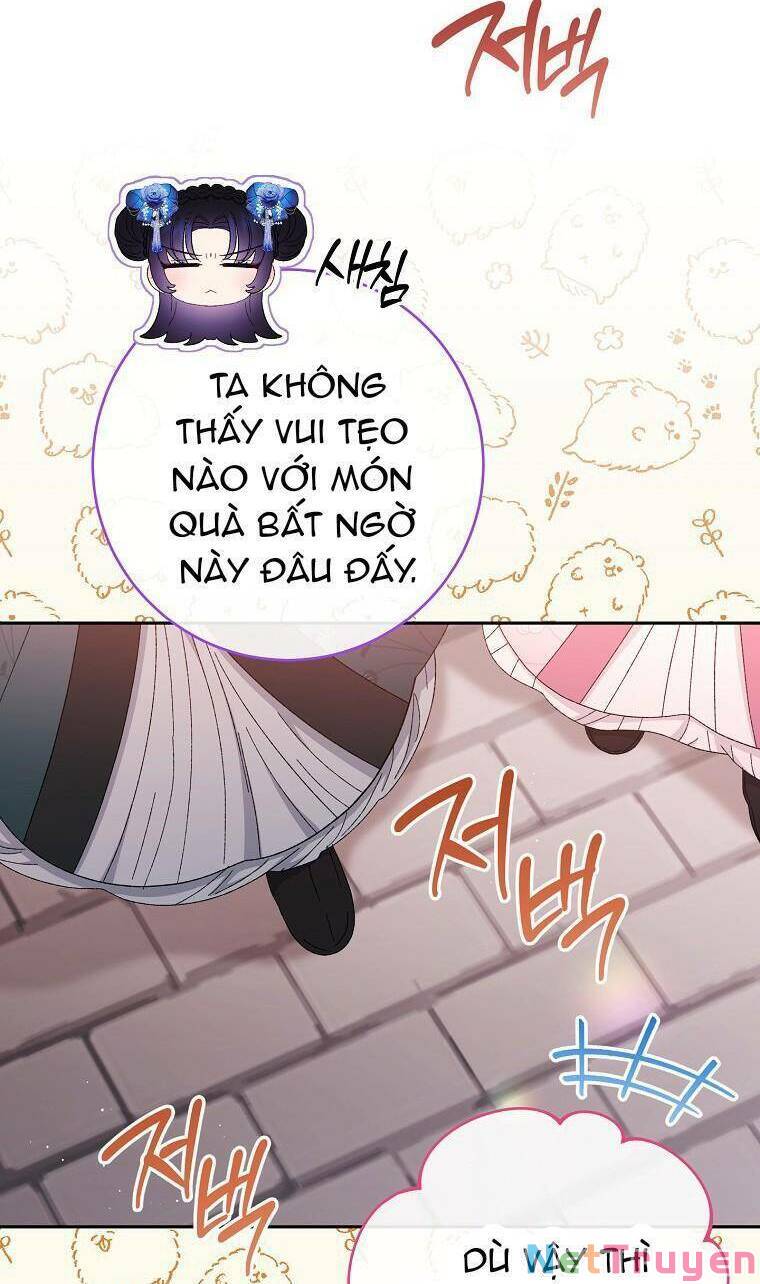 저벅
새침
TA KHÔNG
THẤY VUI TẸO
NÀO VỚI MÓN
QUÀ BẤT NGỜ
NÀY ĐÂU ĐẤY.
저벅
저벅
DÙ VẬY THÌ
NetTruyen